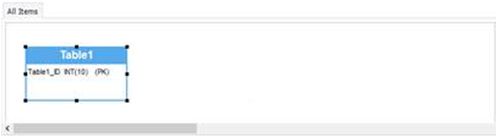 All Items
Table1
Table1_ID INT(10) (PK)